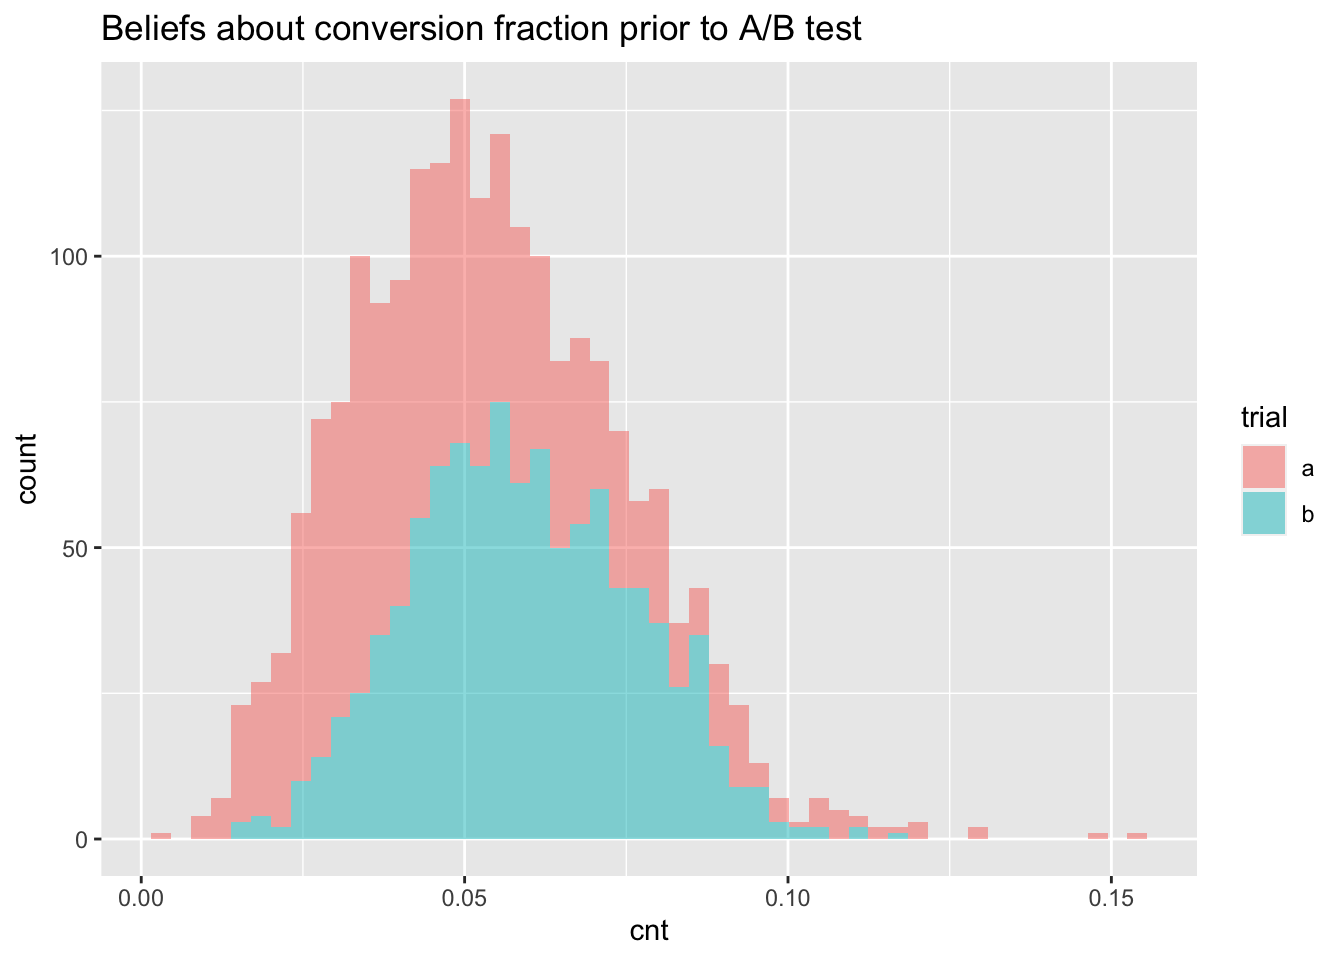 Beliefs about conversion fraction prior to A/B test
count
100
50
0
0.00 0.05 0.10 0.15
cnt
trial
a
b